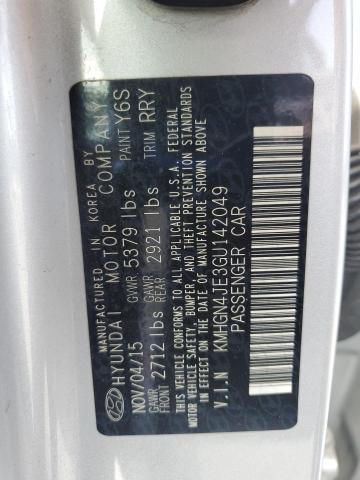 MANUFACTURED IN KOREA BY
HYUNDAI MOTOR COMPANY
NOV/04/15 GVWR 5379 lbs PAINT Y6S
GAWR FRONT 2712 lbs GAWR REAR 2921 lbs TRIM RRY
THIS VEHICLE CONFORMS TO ALL APPLICABLE U.S.A. FEDERAL
MOTOR VEHICLE SAFETY, BUMPER, AND THEFT PREVENTION STANDARDS
IN EFFECT ON THE DATE OF MANUFACTURE SHOWN ABOVE
V.I.N KMHGN4JE3GU142049
PASSENGER CAR